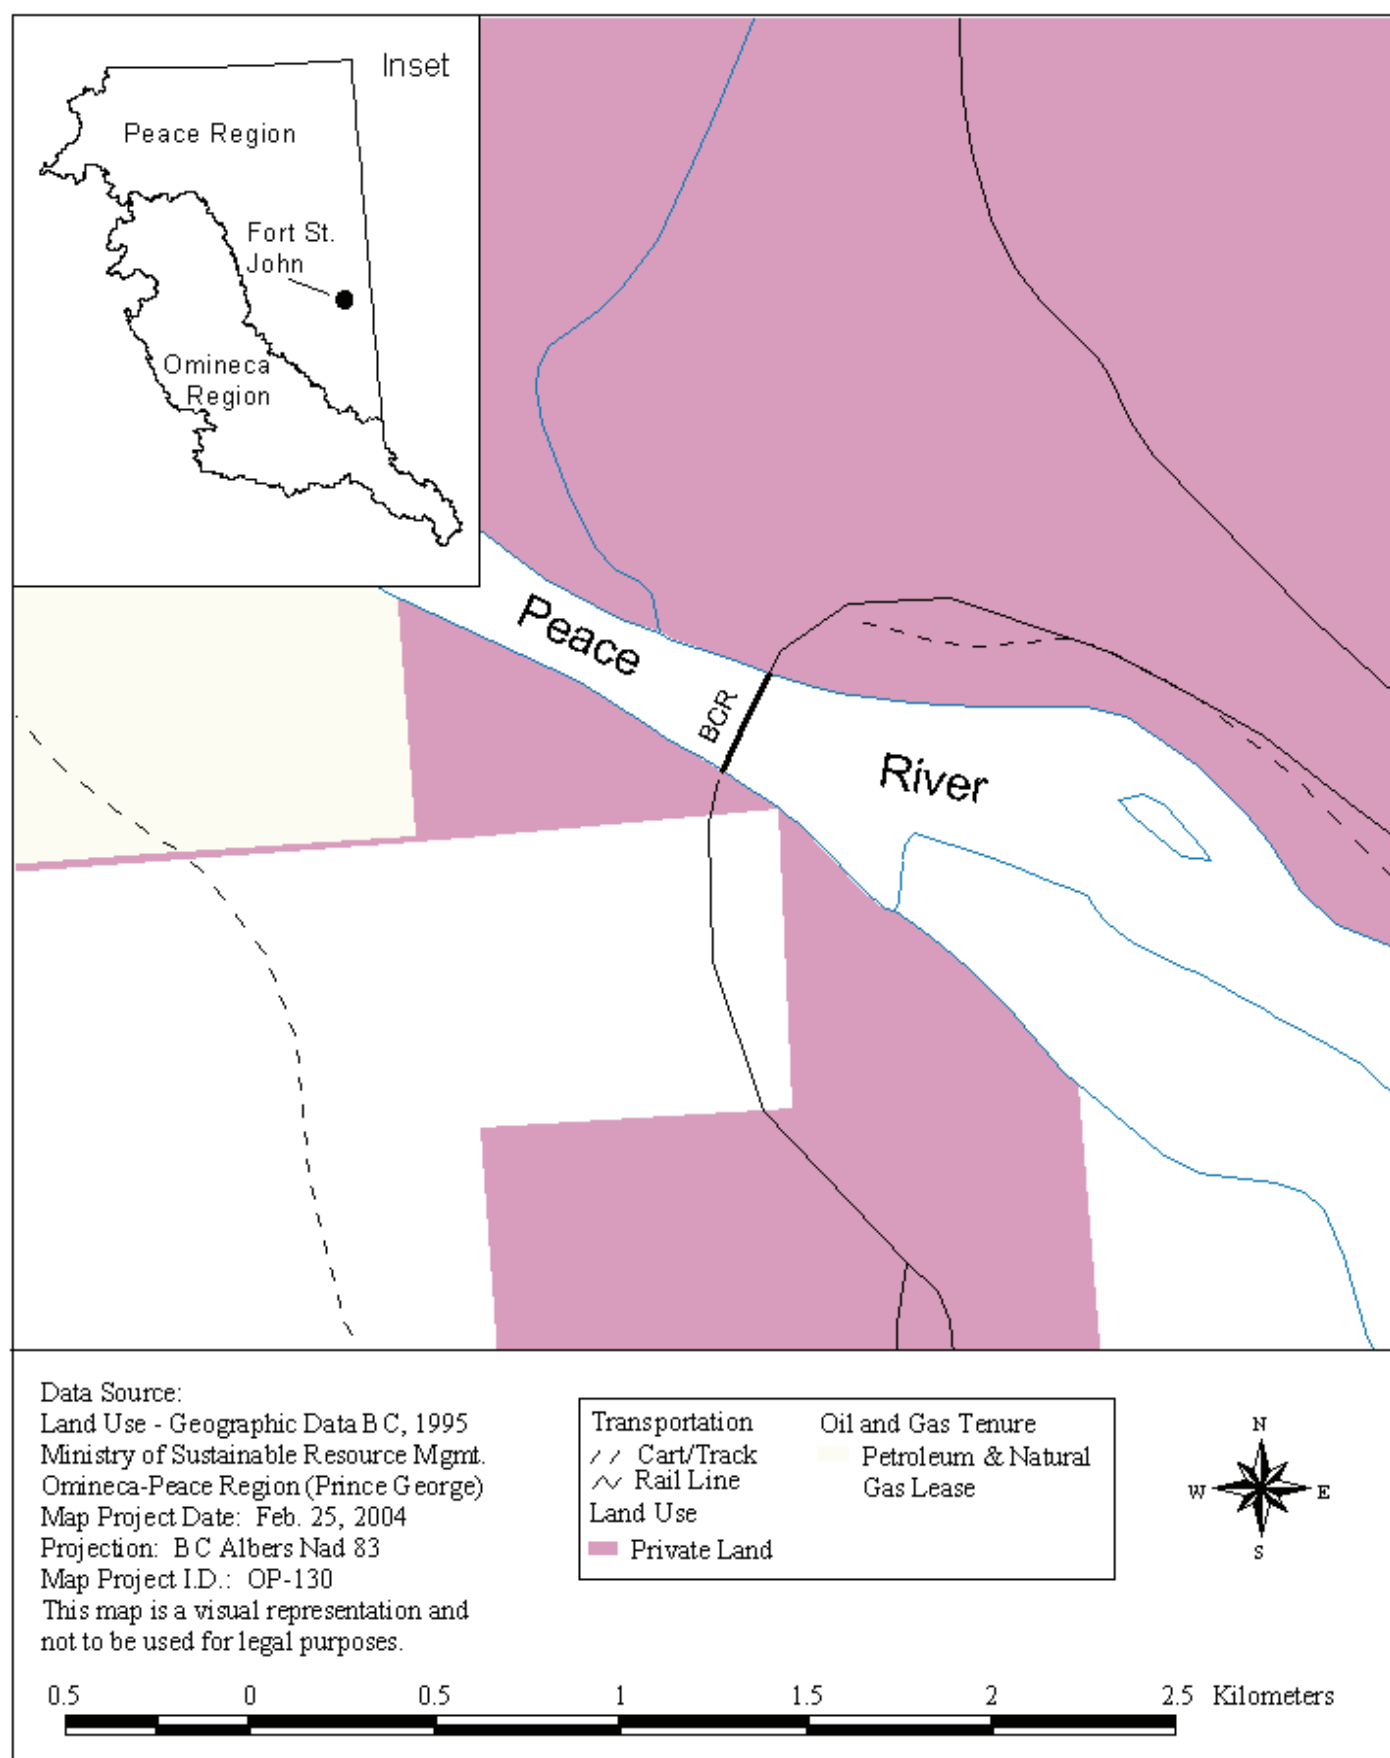 Inset
Peace Region
Fort St.
John
Omineca
Region
Peace
BCR
River
Data Source:
Land Use - Geographic Data BC, 1995
Ministry of Sustainable Resource Mgmt.
Omineca-Peace Region (Prince George)
Map Project Date: Feb. 25, 2004
Projection: BC Albers Nad 83
Map Project I.D.: OP-130
This map is a visual representation and
not to be used for legal purposes.
Transportation
Cart/Track
Rail Line
Land Use
Private Land
Oil and Gas Tenure
Petroleum & Natural
Gas Lease
N
W E
S
0.5 0 0.5 1 1.5 2 2.5 Kilometers